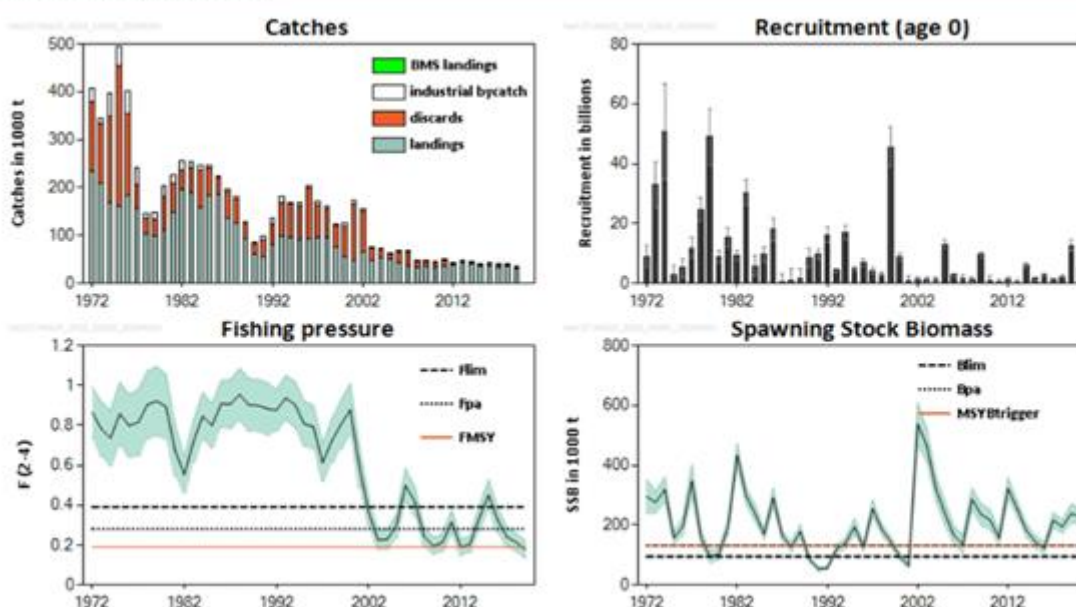 Catches
Catches in 1000 t
500
400
300
200
100
0
BMS landings
industrial bycatch
discards
landings
1972 1982 1992 2002 2012
Recruitment (age 0)
Recruitment in billions
80
60
40
20
0
1972 1982 1992 2002 2012
Fishing pressure
F (2-4)
1.2
1
0.8
0.6
0.4
0.2
0
Flim
Fpa
FMSY
1972 1982 1992 2002 2012
Spawning Stock Biomass
SSB in 1000 t
800
600
400
200
0
Blim
Bpa
MSYBtrigger
1972 1982 1992 2002 2012